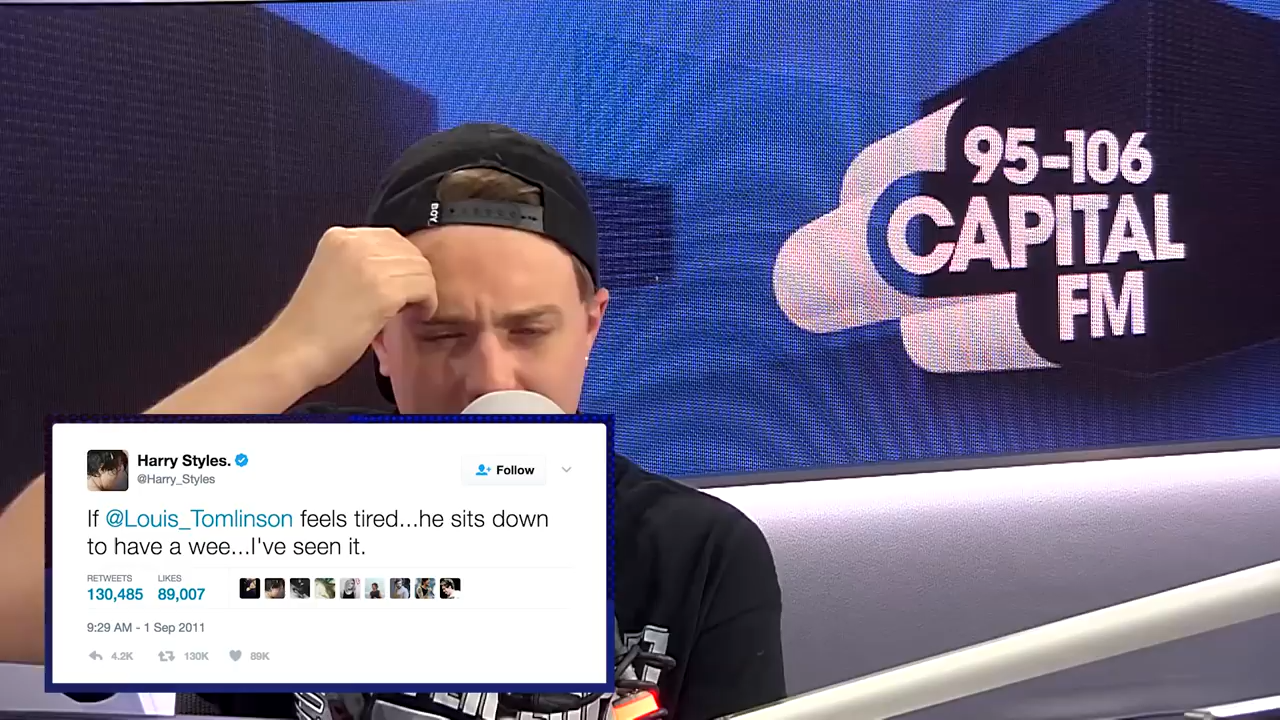 95-106
CAPITAL
FM
BOY
Harry Styles.
@Harry_Styles
Follow
If @Louis_Tomlinson feels tired...he sits down
to have a wee...I've seen it.
RETWEETS LIKES
130,485 89,007
9:29 AM - 1 Sep 2011
4.2K 130K 89K